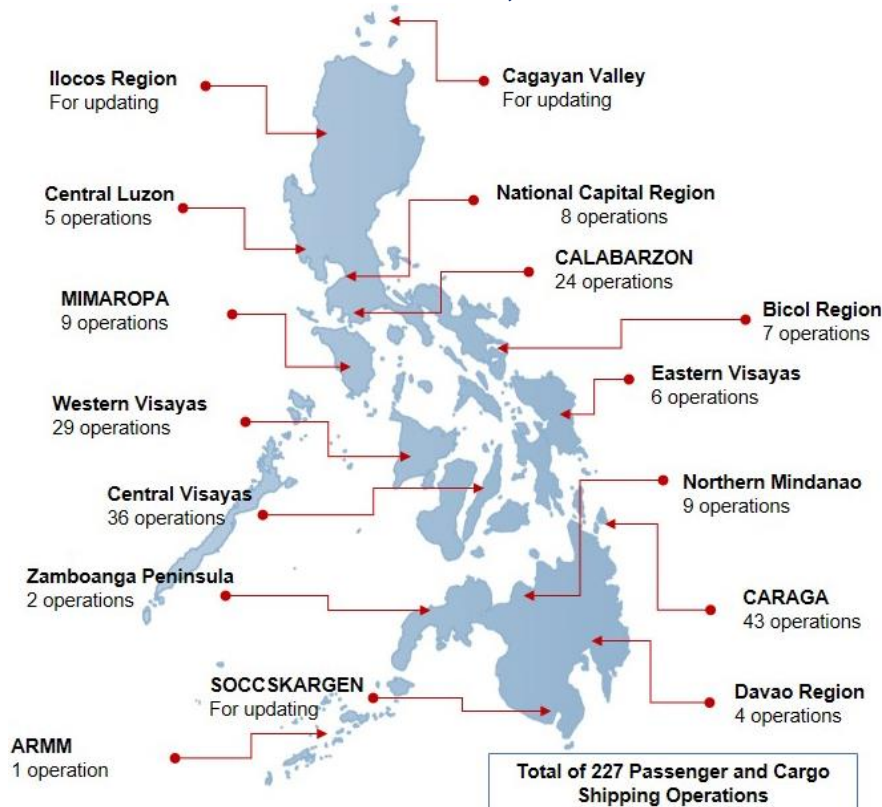 Ilocos Region
For updating
Cagayan Valley
For updating
Central Luzon
5 operations
National Capital Region
8 operations
CALABARZON
24 operations
MIMAROPA
9 operations
Bicol Region
7 operations
Eastern Visayas
6 operations
Western Visayas
29 operations
Northern Mindanao
9 operations
Central Visayas
36 operations
Zamboanga Peninsula
2 operations
CARAGA
43 operations
SOCCSKARGEN
For updating
Davao Region
4 operations
ARMM
1 operation
Total of 227 Passenger and Cargo
Shipping Operations